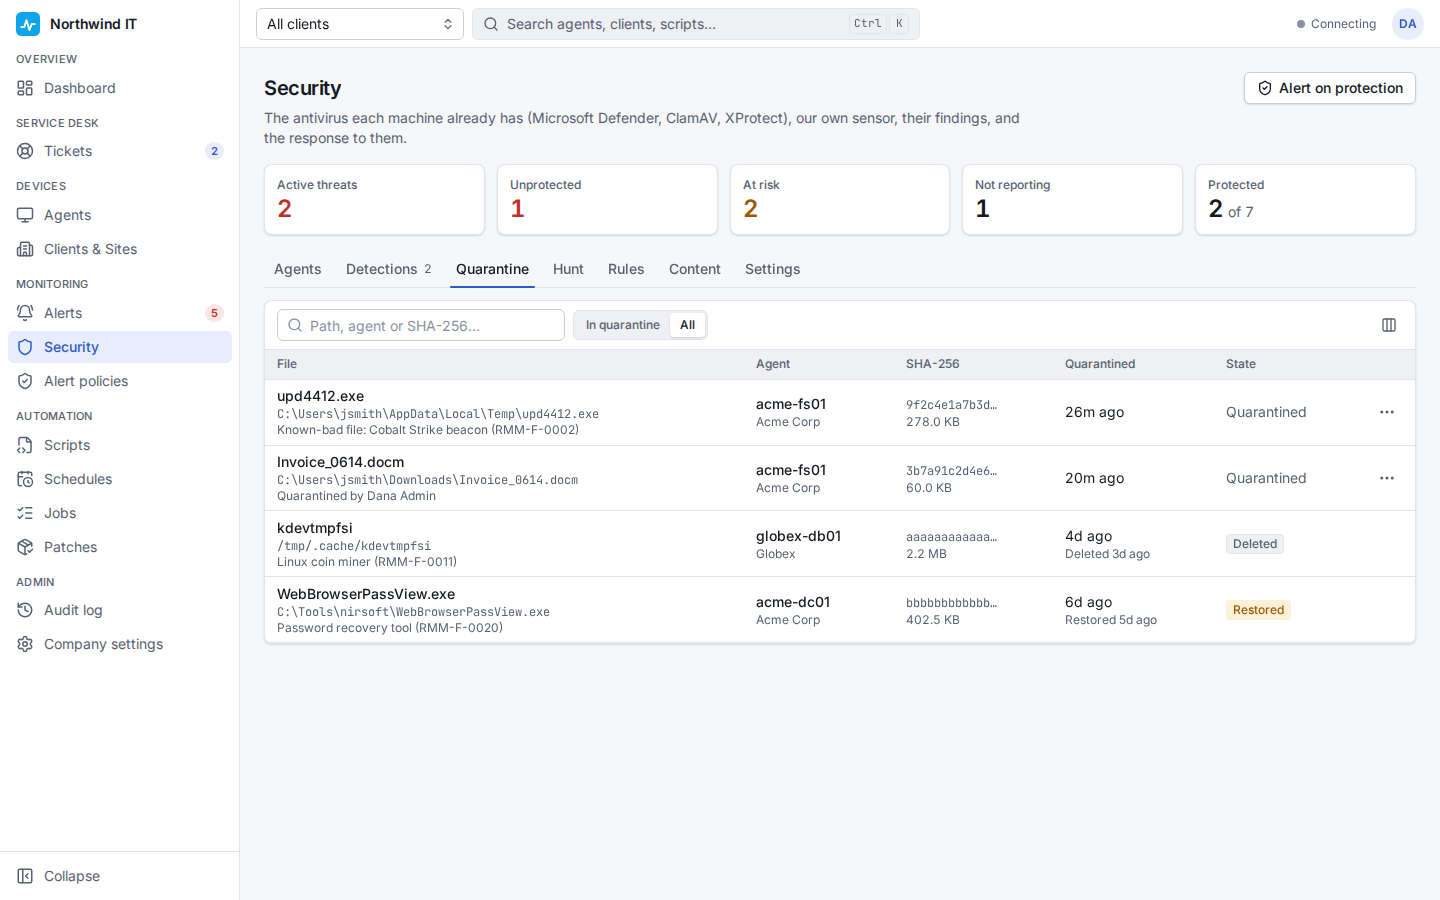 Northwind IT
All clients
Search agents, clients, scripts...
Ctrl K
Connecting
DA
OVERVIEW
Dashboard
SERVICE DESK
Tickets 2
DEVICES
Agents
Clients & Sites
MONITORING
Alerts 5
Security
Alert policies
AUTOMATION
Scripts
Schedules
Jobs
Patches
ADMIN
Audit log
Company settings
Collapse
Security
Alert on protection
The antivirus each machine already has (Microsoft Defender, ClamAV, XProtect), our own sensor, their findings, and
the response to them.
Active threats
2
Unprotected
1
At risk
2
Not reporting
1
Protected
2 of 7
Agents Detections 2 Quarantine Hunt Rules Content Settings
Path, agent or SHA-256...
In quarantine All
File Agent SHA-256 Quarantined State
upd4412.exe
C:\Users\jsmith\AppData\Local\Temp\upd4412.exe
Known-bad file: Cobalt Strike beacon (RMM-F-0002)
acme-fs01
Acme Corp
9f2c4e1a7b3d…
278.0 KB
26m ago
Quarantined
Invoice_0614.docm
C:\Users\jsmith\Downloads\Invoice_0614.docm
Quarantined by Dana Admin
acme-fs01
Acme Corp
3b7a91c2d4e6…
60.0 KB
20m ago
Quarantined
kdevtmpfsi
/tmp/.cache/kdevtmpfsi
Linux coin miner (RMM-F-0011)
globex-db01
Globex
aaaaaaaaaaaa…
2.2 MB
4d ago
Deleted 3d ago
Deleted
WebBrowserPassView.exe
C:\Tools\nirsoft\WebBrowserPassView.exe
Password recovery tool (RMM-F-0020)
acme-dc01
Acme Corp
bbbbbbbbbbbb…
402.5 KB
6d ago
Restored 5d ago
Restored